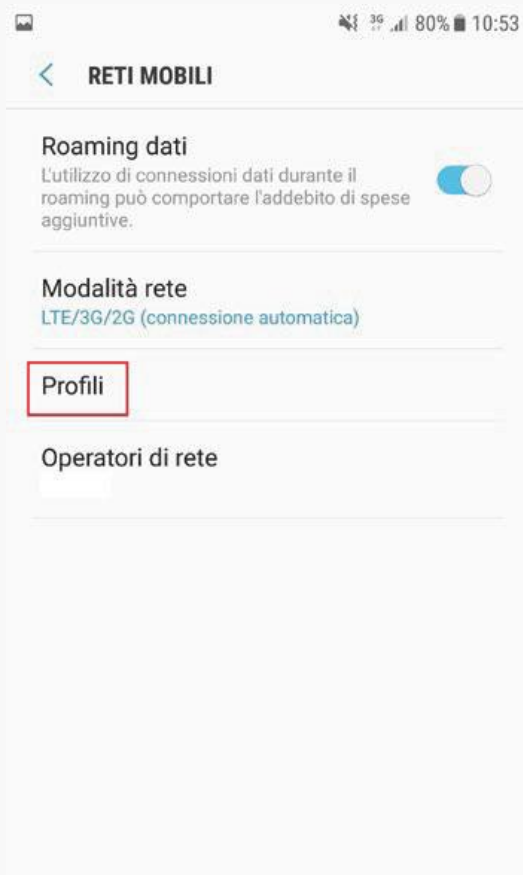 3G 80% 10:53
RETI MOBILI
Roaming dati
L'utilizzo di connessioni dati durante il
roaming può comportare l'addebito di spese
aggiuntive.
Modalità rete
LTE/3G/2G (connessione automatica)
Profili
Operatori di rete